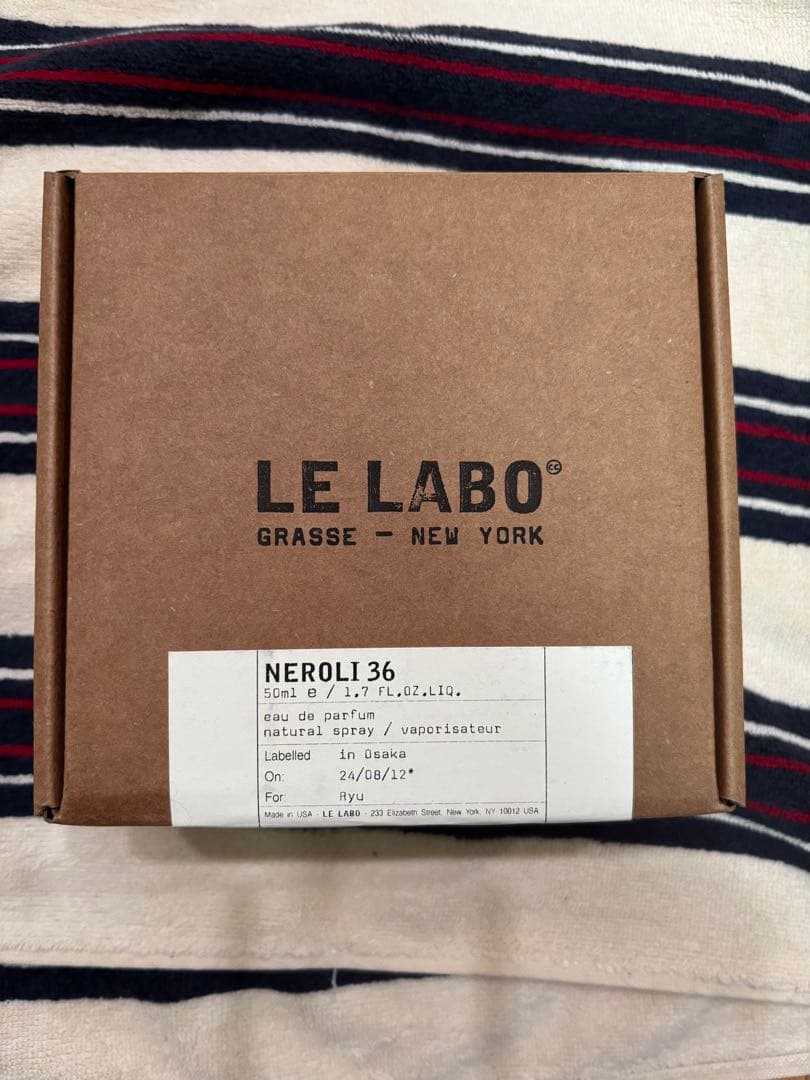 LE LABO©
GRASSE — NEW YORK
NEROLI 36
50ml e / 1.7 FL.OZ.LIQ.
eau de parfum
natural spray / vaporisateur
Labelled in Osaka
On: 24/08/12*
For: Ryu
Made in USA - LE LABO - 233 Elizabeth Street, New York, NY 10012 USA